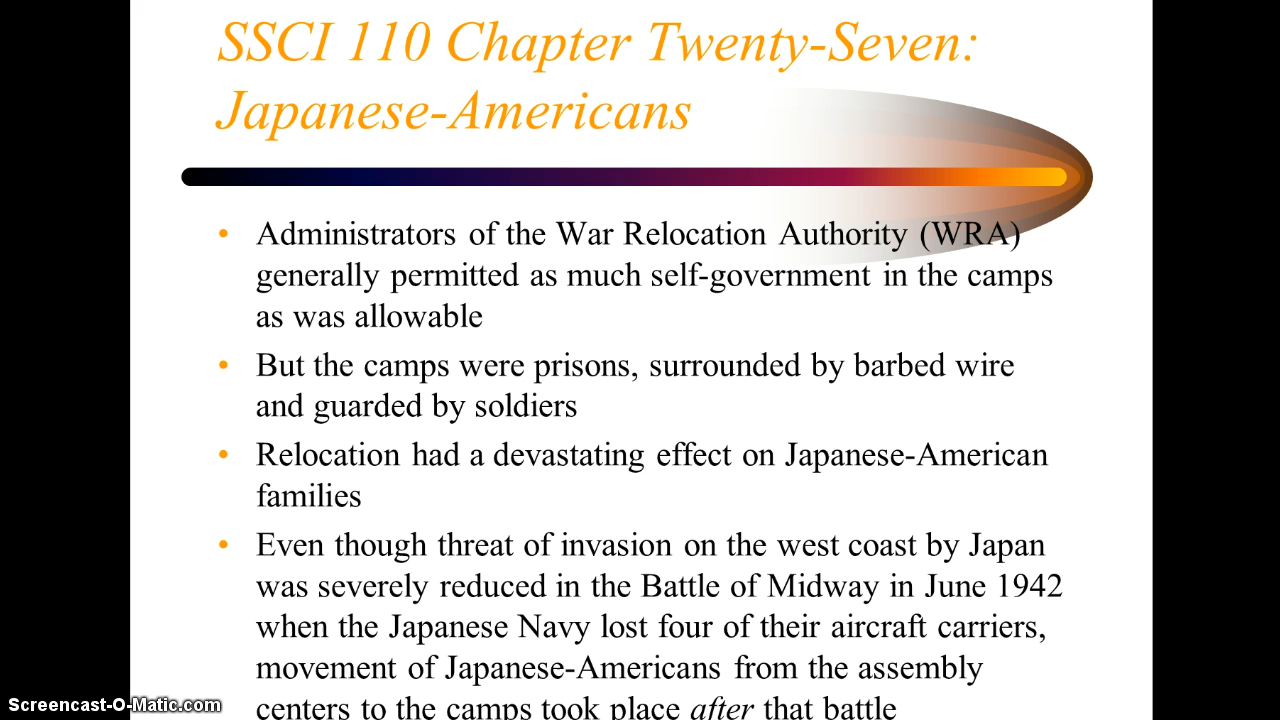 SSCI 110 Chapter Twenty-Seven:
Japanese-Americans
• Administrators of the War Relocation Authority (WRA)
generally permitted as much self-government in the camps
as was allowable
• But the camps were prisons, surrounded by barbed wire
and guarded by soldiers
• Relocation had a devastating effect on Japanese-American
families
• Even though threat of invasion on the west coast by Japan
was severely reduced in the Battle of Midway in June 1942
when the Japanese Navy lost four of their aircraft carriers,
movement of Japanese-Americans from the assembly
centers to the camps took place after that battle
Screencast-O-Matic.com